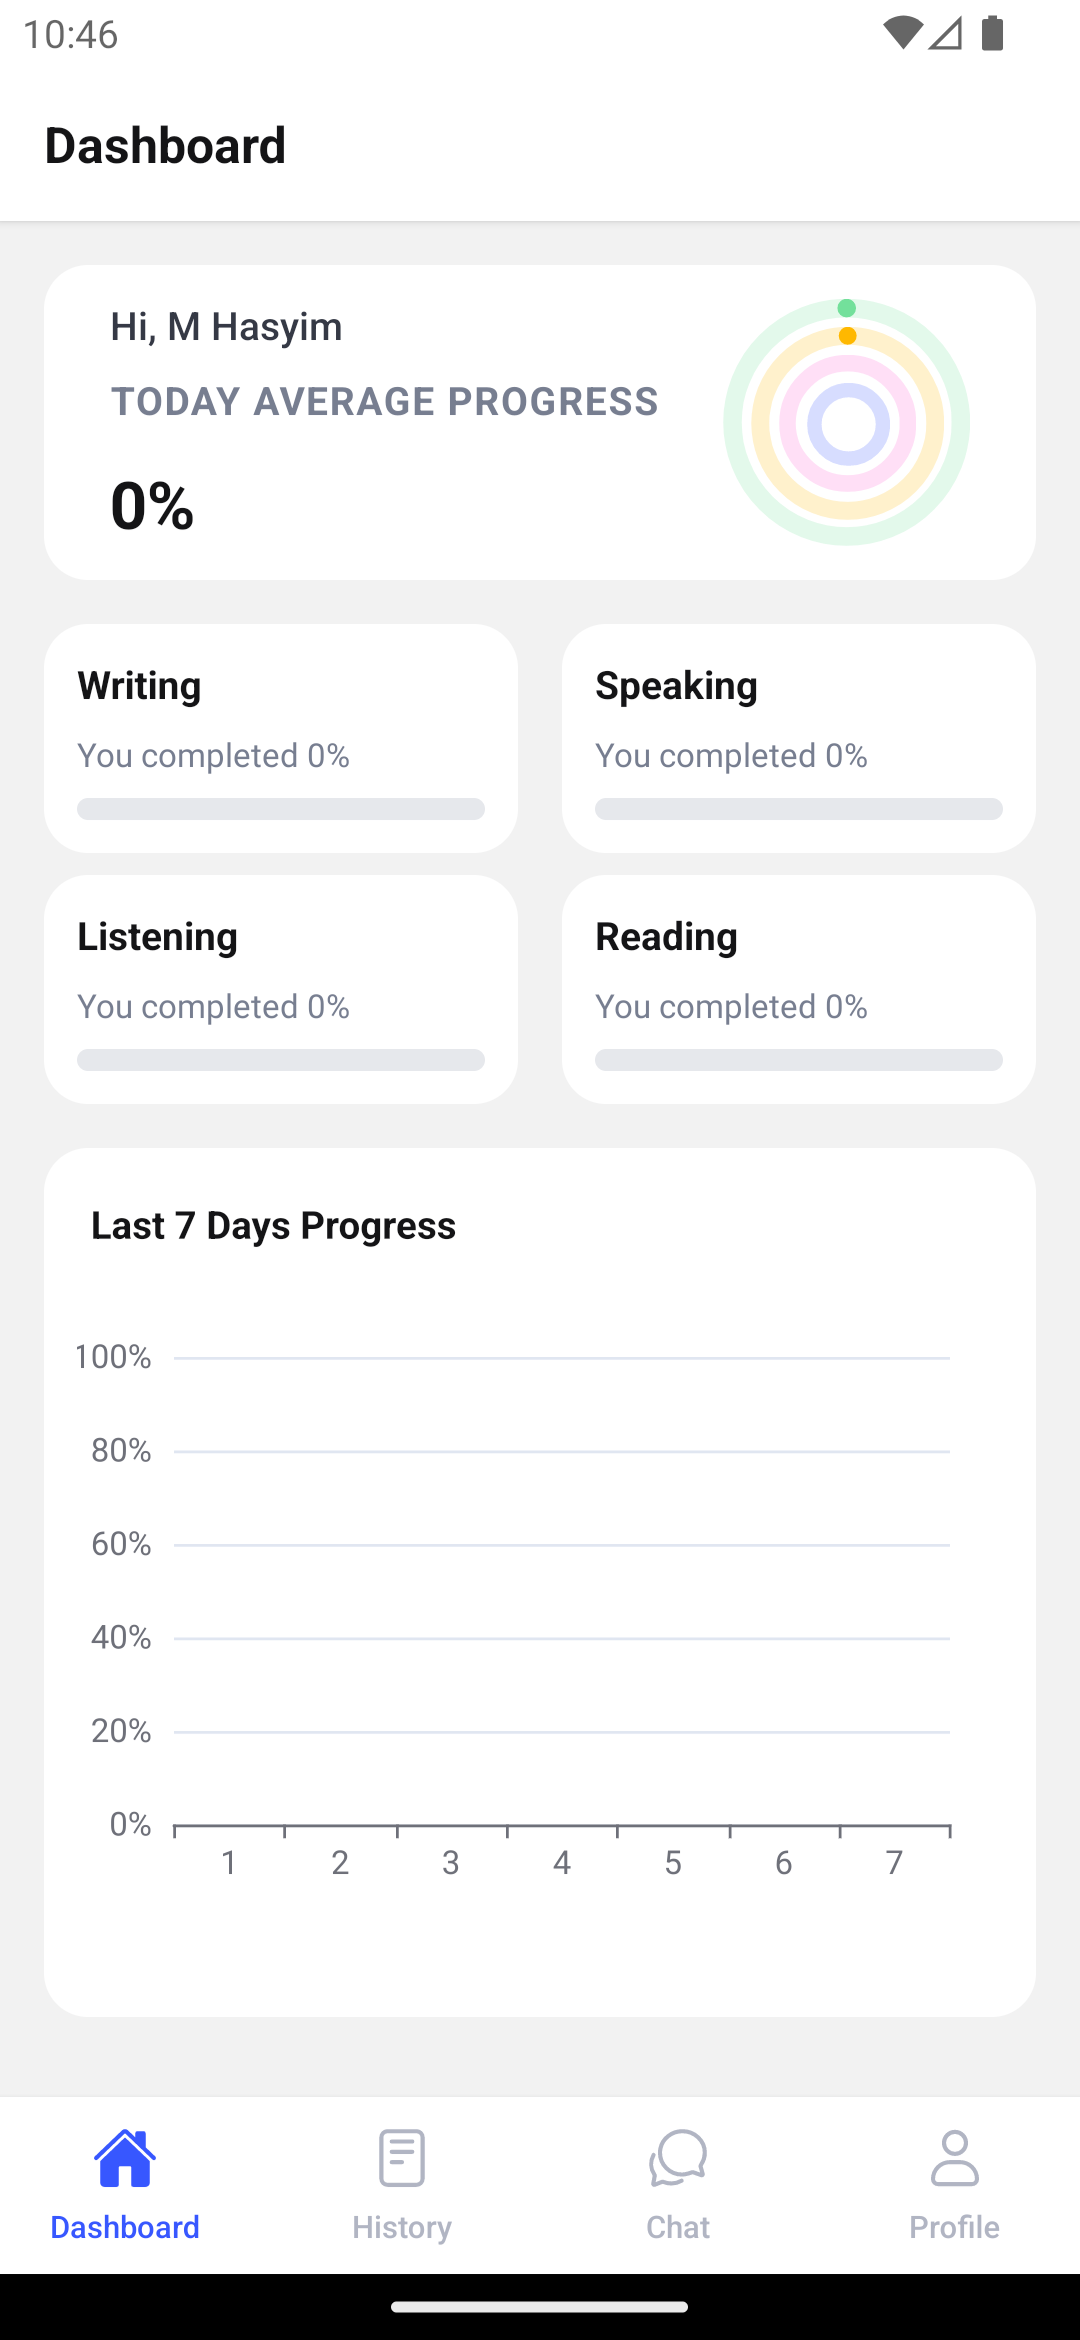 10:46
Dashboard
Hi, M Hasyim
TODAY AVERAGE PROGRESS
0%
Writing
You completed 0%
Speaking
You completed 0%
Listening
You completed 0%
Reading
You completed 0%
Last 7 Days Progress
100%
80%
60%
40%
20%
0%
1 2 3 4 5 6 7
Dashboard History Chat Profile